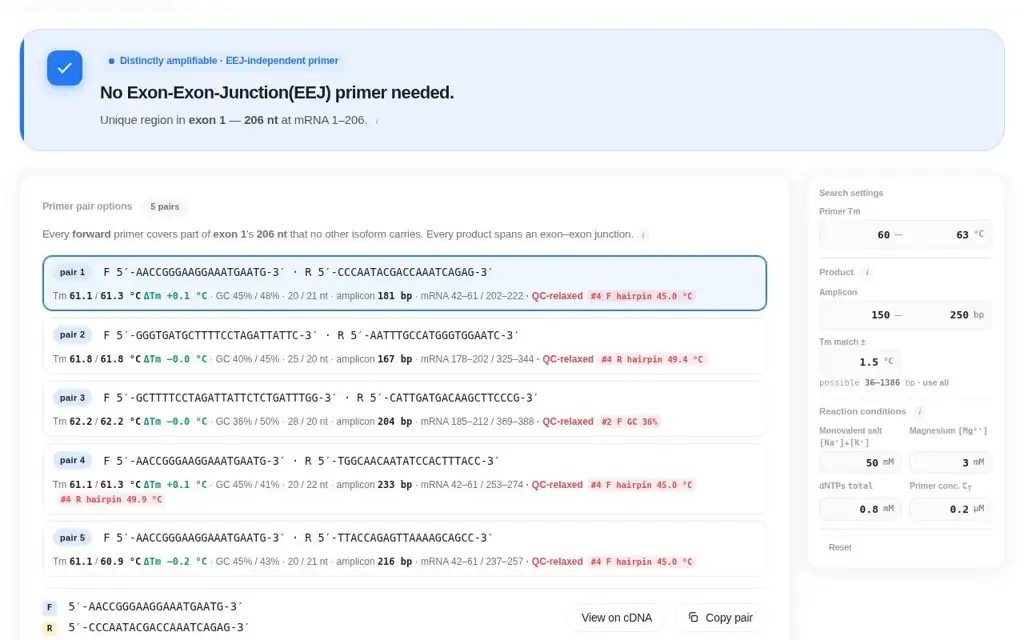 Distinctly amplifiable · EEJ-independent primer
No Exon-Exon-Junction(EEJ) primer needed.
Unique region in exon 1 — 206 nt at mRNA 1–206. i
Primer pair options 5 pairs
Every forward primer covers part of exon 1's 206 nt that no other isoform carries. Every product spans an exon–exon junction. i
pair 1 F 5′-AACCGGGAAGGAAATGAATG-3′ · R 5′-CCCAATACGACCAAATCAGAG-3′
Tm 61.1 / 61.3 °C ΔTm +0.1 °C · GC 45% / 48% · 20 / 21 nt · amplicon 181 bp · mRNA 42–61 / 202–222 · QC-relaxed #4 F hairpin 45.0 °C
pair 2 F 5′-GGGTGATGCTTTTCCTAGATTATTC-3′ · R 5′-AATTTGCCATGGGTGGAATC-3′
Tm 61.8 / 61.8 °C ΔTm −0.0 °C · GC 40% / 45% · 25 / 20 nt · amplicon 167 bp · mRNA 178–202 / 325–344 · QC-relaxed #4 R hairpin 49.4 °C
pair 3 F 5′-GCTTTTCCTAGATTATTCTCTGATTTGG-3′ · R 5′-CATTGATGACAAGCTTCCCG-3′
Tm 62.2 / 62.2 °C ΔTm −0.0 °C · GC 36% / 50% · 28 / 20 nt · amplicon 204 bp · mRNA 185–212 / 369–388 · QC-relaxed #2 F GC 36%
pair 4 F 5′-AACCGGGAAGGAAATGAATG-3′ · R 5′-TGGCAACAATATCCACTTTACC-3′
Tm 61.1 / 61.3 °C ΔTm +0.1 °C · GC 45% / 41% · 20 / 22 nt · amplicon 233 bp · mRNA 42–61 / 253–274 · QC-relaxed #4 F hairpin 45.0 °C
#4 R hairpin 49.9 °C
pair 5 F 5′-AACCGGGAAGGAAATGAATG-3′ · R 5′-TTACCAGAGTTAAAAGCAGCC-3′
Tm 61.1 / 60.9 °C ΔTm −0.2 °C · GC 45% / 43% · 20 / 21 nt · amplicon 216 bp · mRNA 42–61 / 237–257 · QC-relaxed #4 F hairpin 45.0 °C
F 5′-AACCGGGAAGGAAATGAATG-3′
R 5′-CCCAATACGACCAAATCAGAG-3′
View on cDNA Copy pair
Search settings
Primer Tm
60 — 63 °C
Product i
Amplicon
150 — 250 bp
Tm match ±
1.5 °C
possible 36–1386 bp · use all
Reaction conditions i
Monovalent salt [Na⁺]+[K⁺] Magnesium [Mg²⁺]
50 mM 3 mM
dNTPs total Primer conc. CT
0.8 mM 0.2 µM
Reset